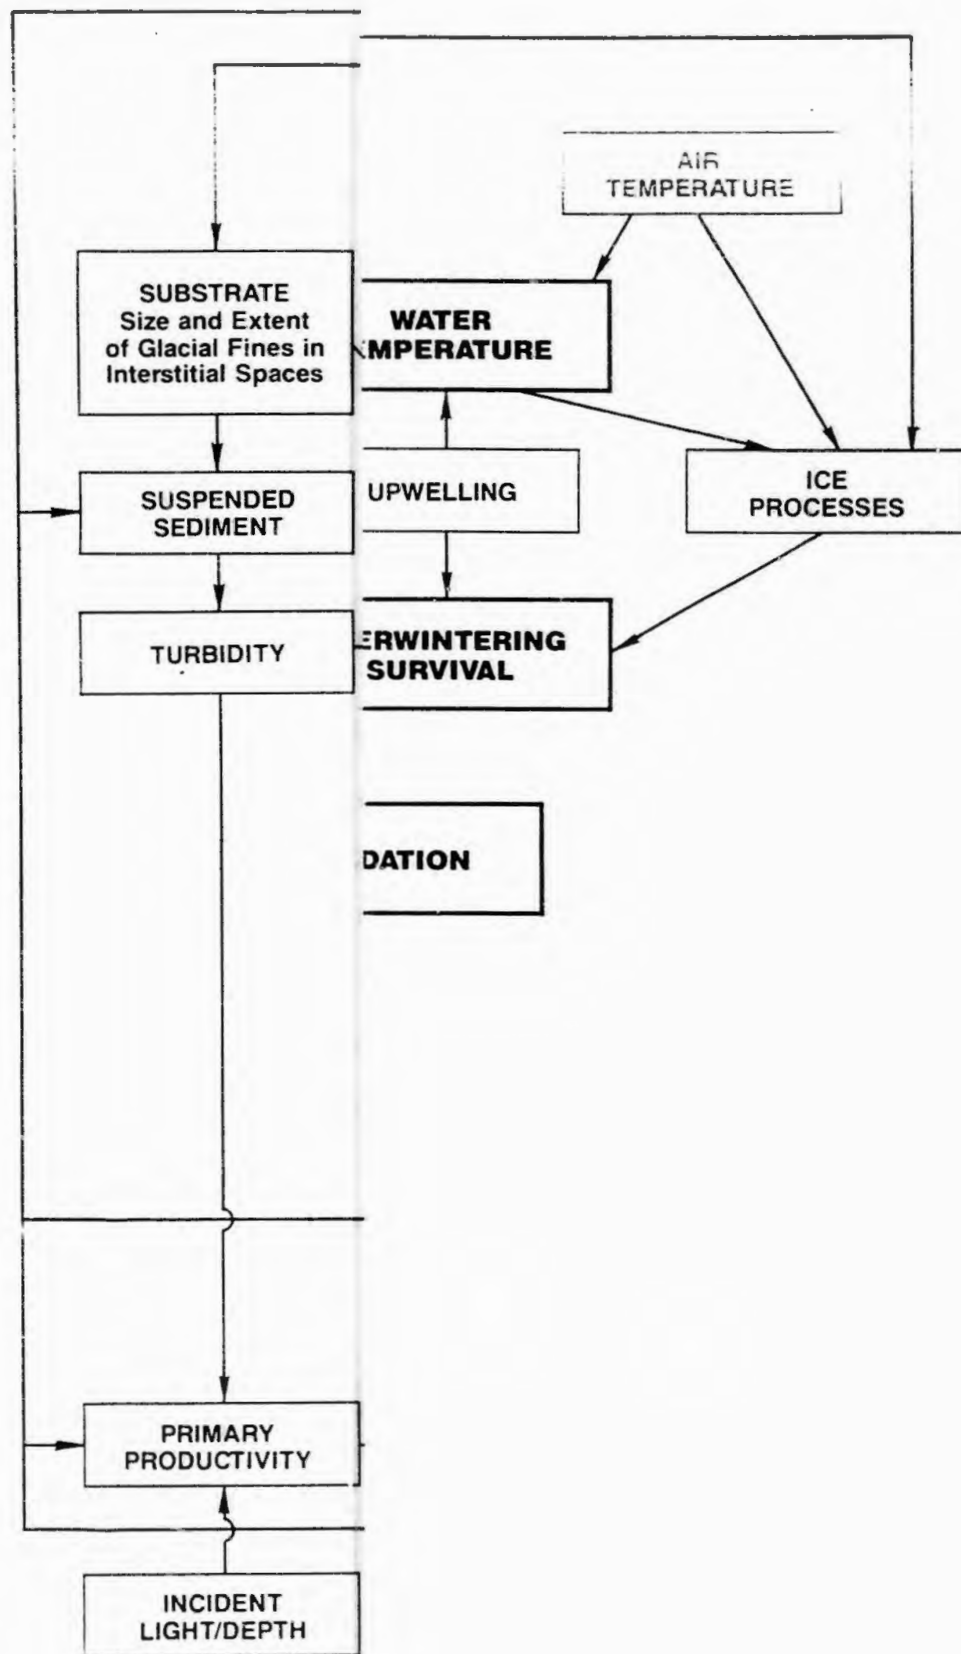 AIR
TEMPERATURE
SUBSTRATE
Size and Extent
of Glacial Fines in
Interstitial Spaces
WATER
EMPERATURE
SUSPENDED
SEDIMENT
UPWELLING
ICE
PROCESSES
TURBIDITY
ERWINTERING
SURVIVAL
DATION
PRIMARY
PRODUCTIVITY
INCIDENT
LIGHT/DEPTH